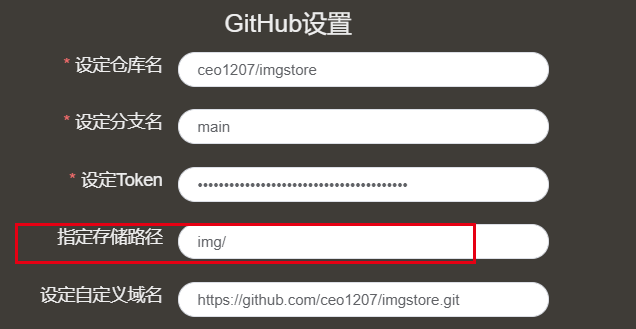 GitHub设置
* 设定仓库名 ceo1207/imgstore
* 设定分支名 main
* 设定Token ••••••••••••••••••••••••••••••••••••••••
指定存储路径 img/
设定自定义域名 https://github.com/ceo1207/imgstore.git